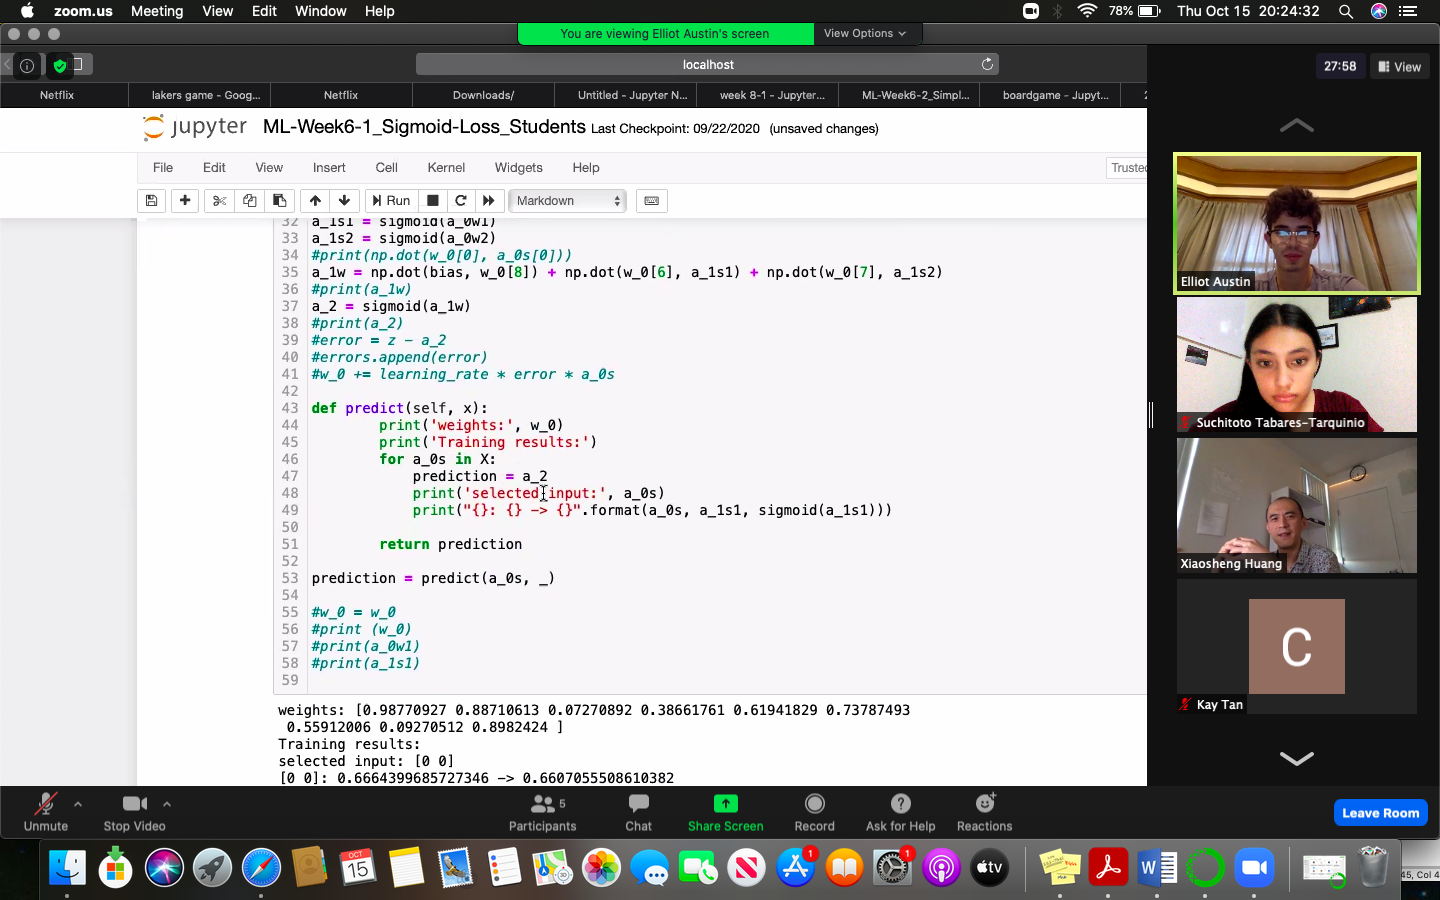 zoom.us Meeting View Edit Window Help 78% Thu Oct 15 20:24:32
You are viewing Elliot Austin's screen View Options
localhost
27:58 View
Netflix lakers game - Goog... Netflix Downloads/ Untitled - Jupyter N... week 8-1 - Jupyter... ML-Week6-2_Simpl... boardgame - Jupyt...
jupyter ML-Week6-1_Sigmoid-Loss_Students Last Checkpoint: 09/22/2020 (unsaved changes)
File Edit View Insert Cell Kernel Widgets Help Trusted
Run Markdown
32 a_1s1 = sigmoid(a_0w1)
33 a_1s2 = sigmoid(a_0w2)
34 #print(np.dot(w_0[0], a_0s[0]))
35 a_1w = np.dot(bias, w_0[8]) + np.dot(w_0[6], a_1s1) + np.dot(w_0[7], a_1s2)
36 #print(a_1w)
37 a_2 = sigmoid(a_1w)
38 #print(a_2)
39 #error = z - a_2
40 #errors.append(error)
41 #w_0 += learning_rate * error * a_0s
42
43 def predict(self, x):
44 print('weights:', w_0)
45 print('Training results:')
46 for a_0s in X:
47 prediction = a_2
48 print('selected input:', a_0s)
49 print("{}: {} -> {}".format(a_0s, a_1s1, sigmoid(a_1s1)))
50
51 return prediction
52
53 prediction = predict(a_0s, _)
54
55 #w_0 = w_0
56 #print (w_0)
57 #print(a_0w1)
58 #print(a_1s1)
59
weights: [0.98770927 0.88710613 0.07270892 0.38661761 0.61941829 0.73787493
0.55912006 0.09270512 0.8982424 ]
Training results:
selected input: [0 0]
[0 0]: 0.6664399685727346 -> 0.6607055508610382
Elliot Austin
Suchitoto Tabares-Tarquinio
Xiaosheng Huang
C
Kay Tan
Unmute Stop Video Participants 5 Chat Share Screen Record Ask for Help Reactions Leave Room
OCT
15
1
1
tv
45, Col 4